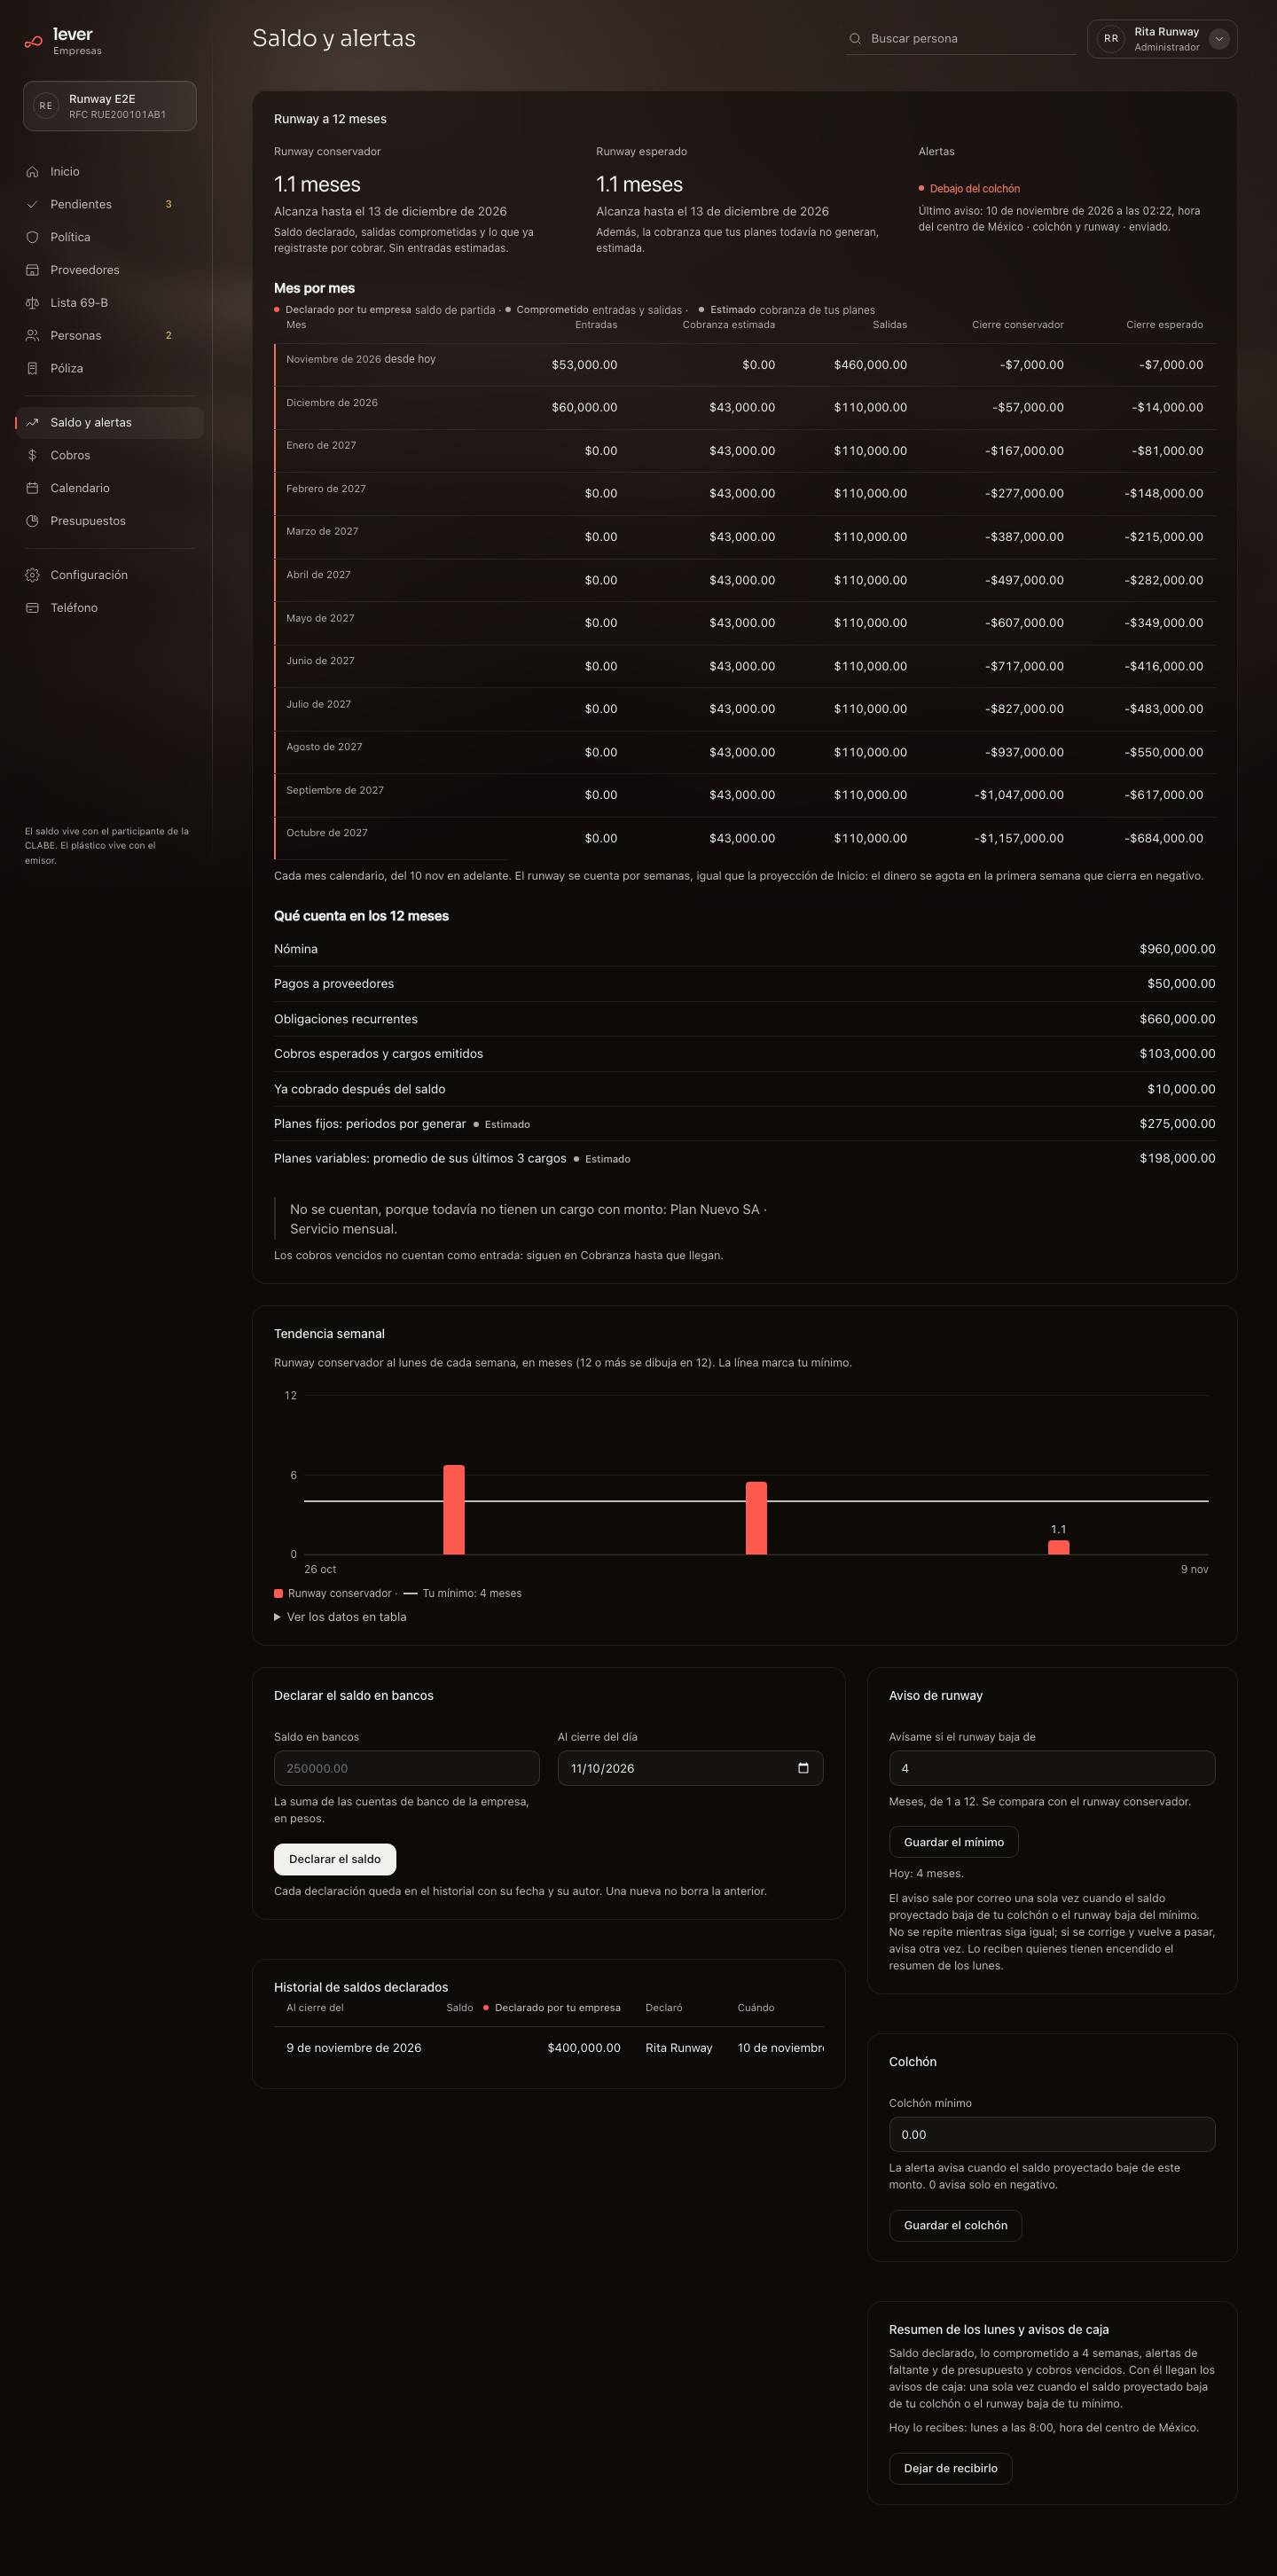 lever
Empresas
RE
Runway E2E
RFC RUE200101AB1
Inicio
Pendientes 3
Política
Proveedores
Lista 69-B
Personas 2
Póliza
Saldo y alertas
Cobros
Calendario
Presupuestos
Configuración
Teléfono
El saldo vive con el participante de la
CLABE. El plástico vive con el
emisor.
Saldo y alertas
Buscar persona
RR
Rita Runway
Administrador
Runway a 12 meses
Runway conservador
1.1 meses
Alcanza hasta el 13 de diciembre de 2026
Saldo declarado, salidas comprometidas y lo que ya
registraste por cobrar. Sin entradas estimadas.
Runway esperado
1.1 meses
Alcanza hasta el 13 de diciembre de 2026
Además, la cobranza que tus planes todavía no generan,
estimada.
Alertas
Debajo del colchón
Último aviso: 10 de noviembre de 2026 a las 02:22, hora
del centro de México · colchón y runway · enviado.
Mes por mes
Declarado por tu empresa saldo de partida · Comprometido entradas y salidas · Estimado cobranza de tus planes
Mes Entradas Cobranza estimada Salidas Cierre conservador Cierre esperado
Noviembre de 2026 desde hoy $53,000.00 $0.00 $460,000.00 -$7,000.00 -$7,000.00
Diciembre de 2026 $60,000.00 $43,000.00 $110,000.00 -$57,000.00 -$14,000.00
Enero de 2027 $0.00 $43,000.00 $110,000.00 -$167,000.00 -$81,000.00
Febrero de 2027 $0.00 $43,000.00 $110,000.00 -$277,000.00 -$148,000.00
Marzo de 2027 $0.00 $43,000.00 $110,000.00 -$387,000.00 -$215,000.00
Abril de 2027 $0.00 $43,000.00 $110,000.00 -$497,000.00 -$282,000.00
Mayo de 2027 $0.00 $43,000.00 $110,000.00 -$607,000.00 -$349,000.00
Junio de 2027 $0.00 $43,000.00 $110,000.00 -$717,000.00 -$416,000.00
Julio de 2027 $0.00 $43,000.00 $110,000.00 -$827,000.00 -$483,000.00
Agosto de 2027 $0.00 $43,000.00 $110,000.00 -$937,000.00 -$550,000.00
Septiembre de 2027 $0.00 $43,000.00 $110,000.00 -$1,047,000.00 -$617,000.00
Octubre de 2027 $0.00 $43,000.00 $110,000.00 -$1,157,000.00 -$684,000.00
Cada mes calendario, del 10 nov en adelante. El runway se cuenta por semanas, igual que la proyección de Inicio: el dinero se agota en la primera semana que cierra en negativo.
Qué cuenta en los 12 meses
Nómina $960,000.00
Pagos a proveedores $50,000.00
Obligaciones recurrentes $660,000.00
Cobros esperados y cargos emitidos $103,000.00
Ya cobrado después del saldo $10,000.00
Planes fijos: periodos por generar Estimado $275,000.00
Planes variables: promedio de sus últimos 3 cargos Estimado $198,000.00
No se cuentan, porque todavía no tienen un cargo con monto: Plan Nuevo SA ·
Servicio mensual.
Los cobros vencidos no cuentan como entrada: siguen en Cobranza hasta que llegan.
Tendencia semanal
Runway conservador al lunes de cada semana, en meses (12 o más se dibuja en 12). La línea marca tu mínimo.
12
6
1.1
0
26 oct 9 nov
Runway conservador · Tu mínimo: 4 meses
Ver los datos en tabla
Declarar el saldo en bancos
Saldo en bancos
250000.00
La suma de las cuentas de banco de la empresa,
en pesos.
Al cierre del día
11/10/2026
Declarar el saldo
Cada declaración queda en el historial con su fecha y su autor. Una nueva no borra la anterior.
Historial de saldos declarados
Al cierre del Saldo Declarado por tu empresa Declaró Cuándo
9 de noviembre de 2026 $400,000.00 Rita Runway 10 de noviembr
Aviso de runway
Avísame si el runway baja de
4
Meses, de 1 a 12. Se compara con el runway conservador.
Guardar el mínimo
Hoy: 4 meses.
El aviso sale por correo una sola vez cuando el saldo
proyectado baja de tu colchón o el runway baja del mínimo.
No se repite mientras siga igual; si se corrige y vuelve a pasar,
avisa otra vez. Lo reciben quienes tienen encendido el
resumen de los lunes.
Colchón
Colchón mínimo
0.00
La alerta avisa cuando el saldo proyectado baje de este
monto. 0 avisa solo en negativo.
Guardar el colchón
Resumen de los lunes y avisos de caja
Saldo declarado, lo comprometido a 4 semanas, alertas de
faltante y de presupuesto y cobros vencidos. Con él llegan los
avisos de caja: una sola vez cuando el saldo proyectado baja
de tu colchón o el runway baja de tu mínimo.
Hoy lo recibes: lunes a las 8:00, hora del centro de México.
Dejar de recibirlo